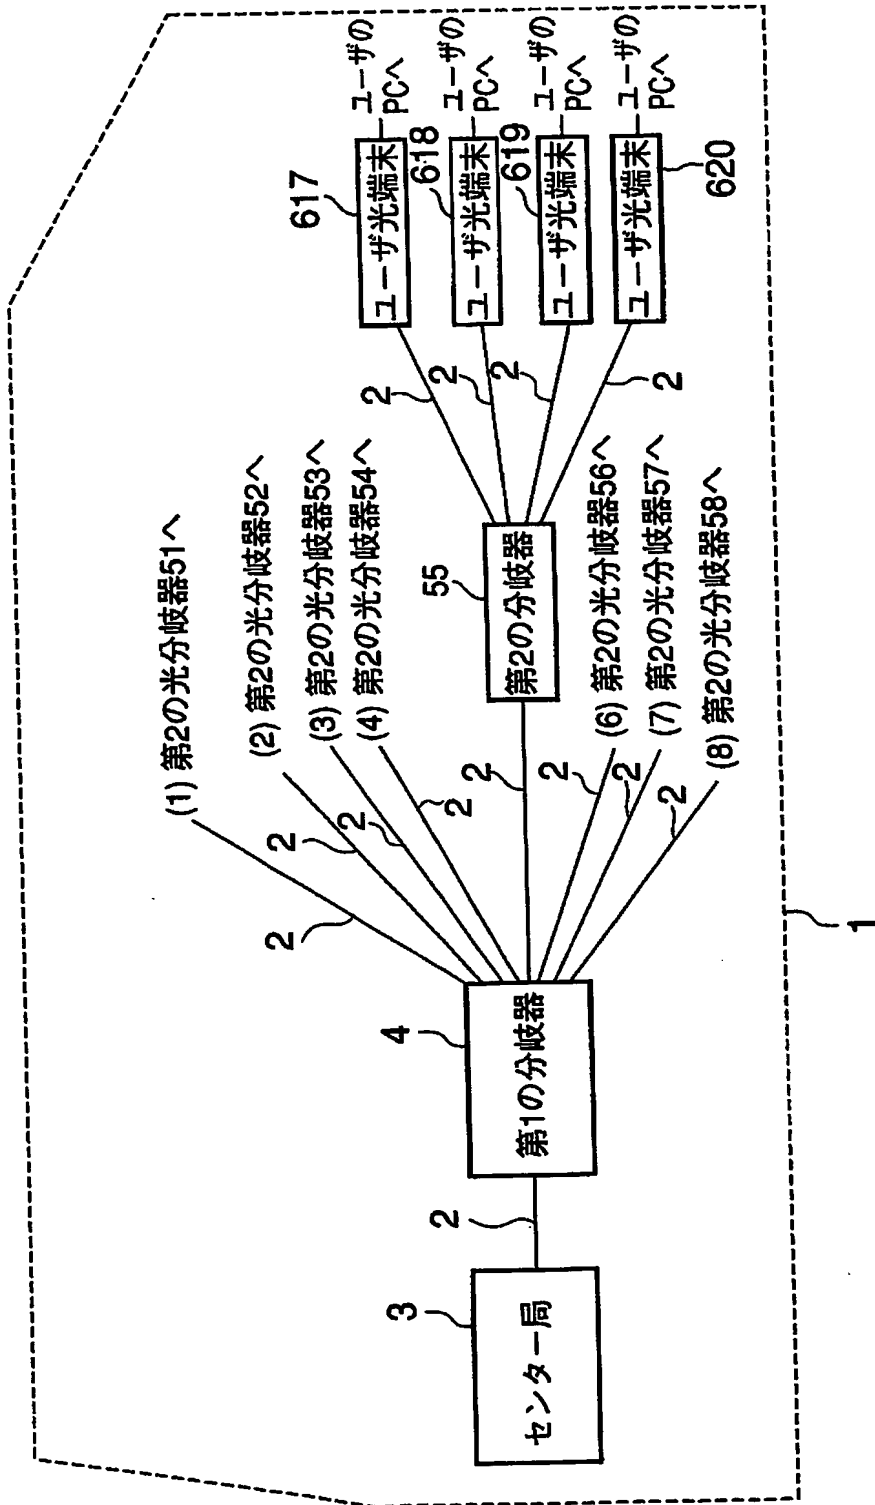 センター局
3
2
第1の分岐器
4
2
2
2
2
2
2
2
2
(1) 第2の光分岐器51へ
(2) 第2の光分岐器52へ
(3) 第2の光分岐器53へ
(4) 第2の光分岐器54へ
第2の分岐器
55
(6) 第2の光分岐器56へ
(7) 第2の光分岐器57へ
(8) 第2の光分岐器58へ
2
2
2
2
617
ユーザ光端末
ユーザの
PCへ
618
ユーザ光端末
ユーザの
PCへ
619
ユーザ光端末
ユーザの
PCへ
620
ユーザ光端末
ユーザの
PCへ
1